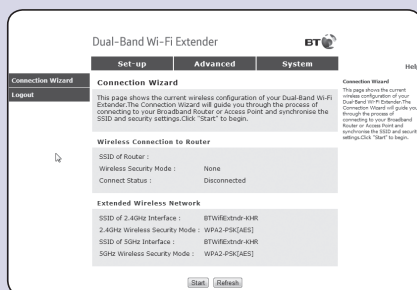 Dual-Band Wi-Fi Extender
BT
Set-up
Advanced
System
Help
Connection Wizard
Logout
Connection Wizard
This page shows the current wireless configuration of your Dual-Band Wi-Fi
Extender.The Connection Wizard will guide you through the process of
connecting to your Broadband Router or Access Point and synchronise the
SSID and security settings.Click "Start" to begin.
Wireless Connection to Router
SSID of Router :
Wireless Security Mode : None
Connect Status : Disconnected
Extended Wireless Network
SSID of 2.4GHz Interface : BTWifiExtndr-KHR
2.4GHz Wireless Security Mode : WPA2-PSK[AES]
SSID of 5GHz Interface : BTWifiExtndr-KHR
5GHz Wireless Security Mode : WPA2-PSK[AES]
Start
Refresh
Connection Wizard
This page shows the current
wireless configuration of your
Dual-Band Wi-Fi Extender.The
Connection Wizard will guide you
through the process of
connecting to your Broadband
Router or Access Point and
synchronise the SSID and securit
settings.Click "Start" to begin.